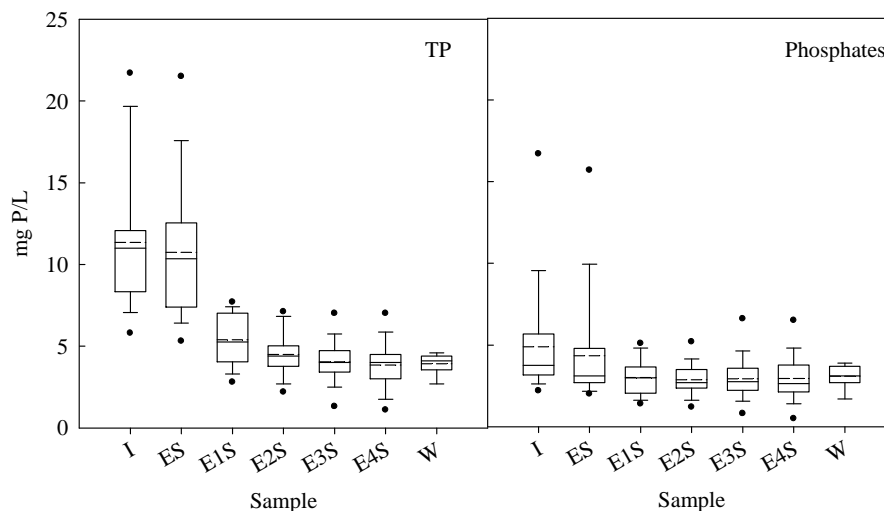 25
20
15
10
5
0
mg P/L
TP
I ES E1S E2S E3S E4S W
Sample
Phosphates
I ES E1S E2S E3S E4S W
Sample